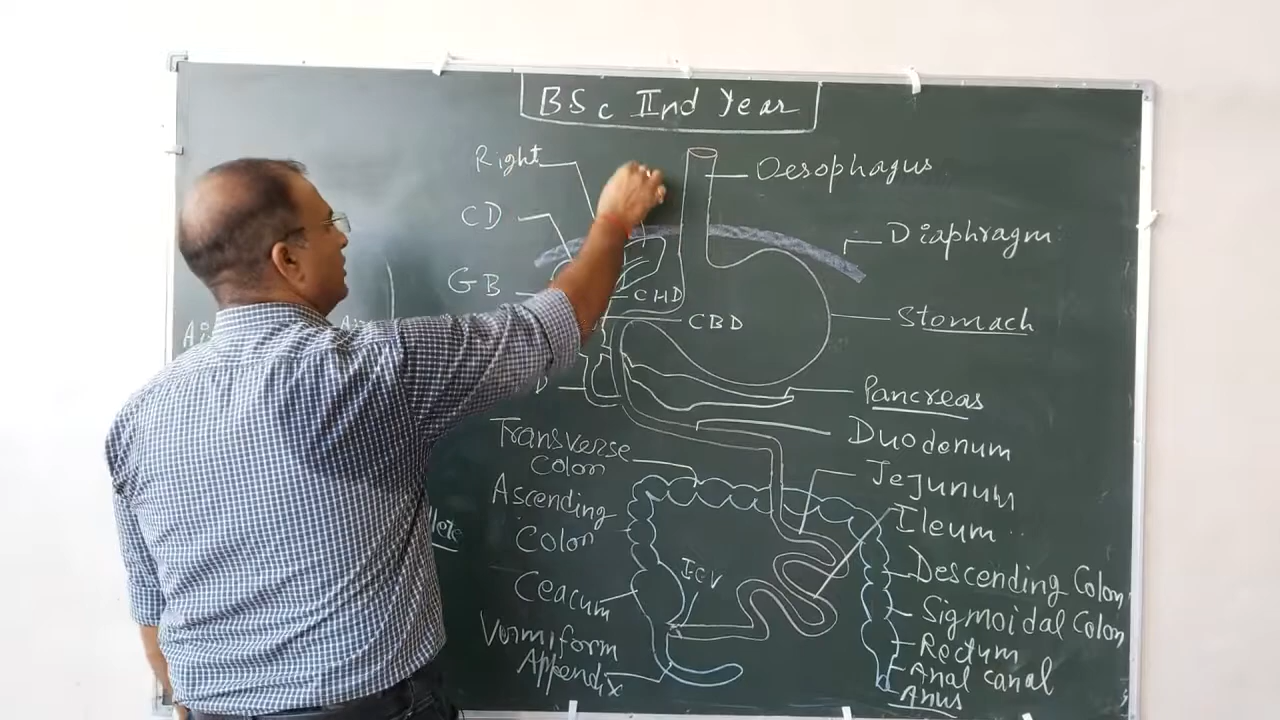 BSc IInd Year
Right
Oesophagus
CD
Diaphragm
GB
CHD
CBD
Stomach
Pancreas
Duodenum
Transverse
Colon
Jejunum
Ascending
Colon
Ileum
ICV
Descending Colon
Ceacum
Sigmoidal Colon
Vermiform
Appendix
Rectum
Anal canal
Anus